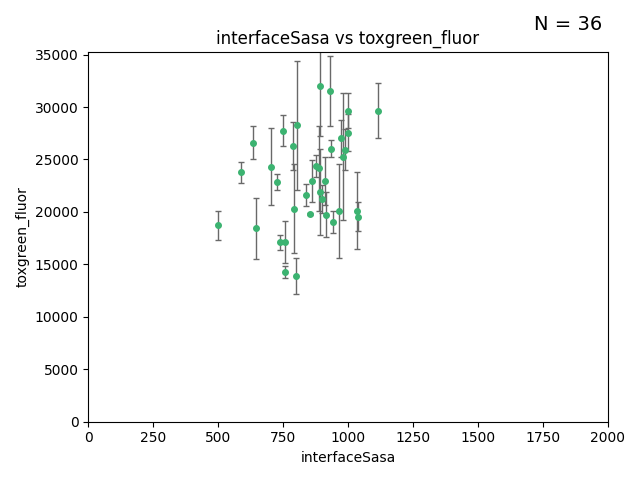 N = 36
interfaceSasa vs toxgreen_fluor
35000
30000
25000
20000
15000
10000
5000
0
toxgreen_fluor
0 250 500 750 1000 1250 1500 1750 2000
interfaceSasa